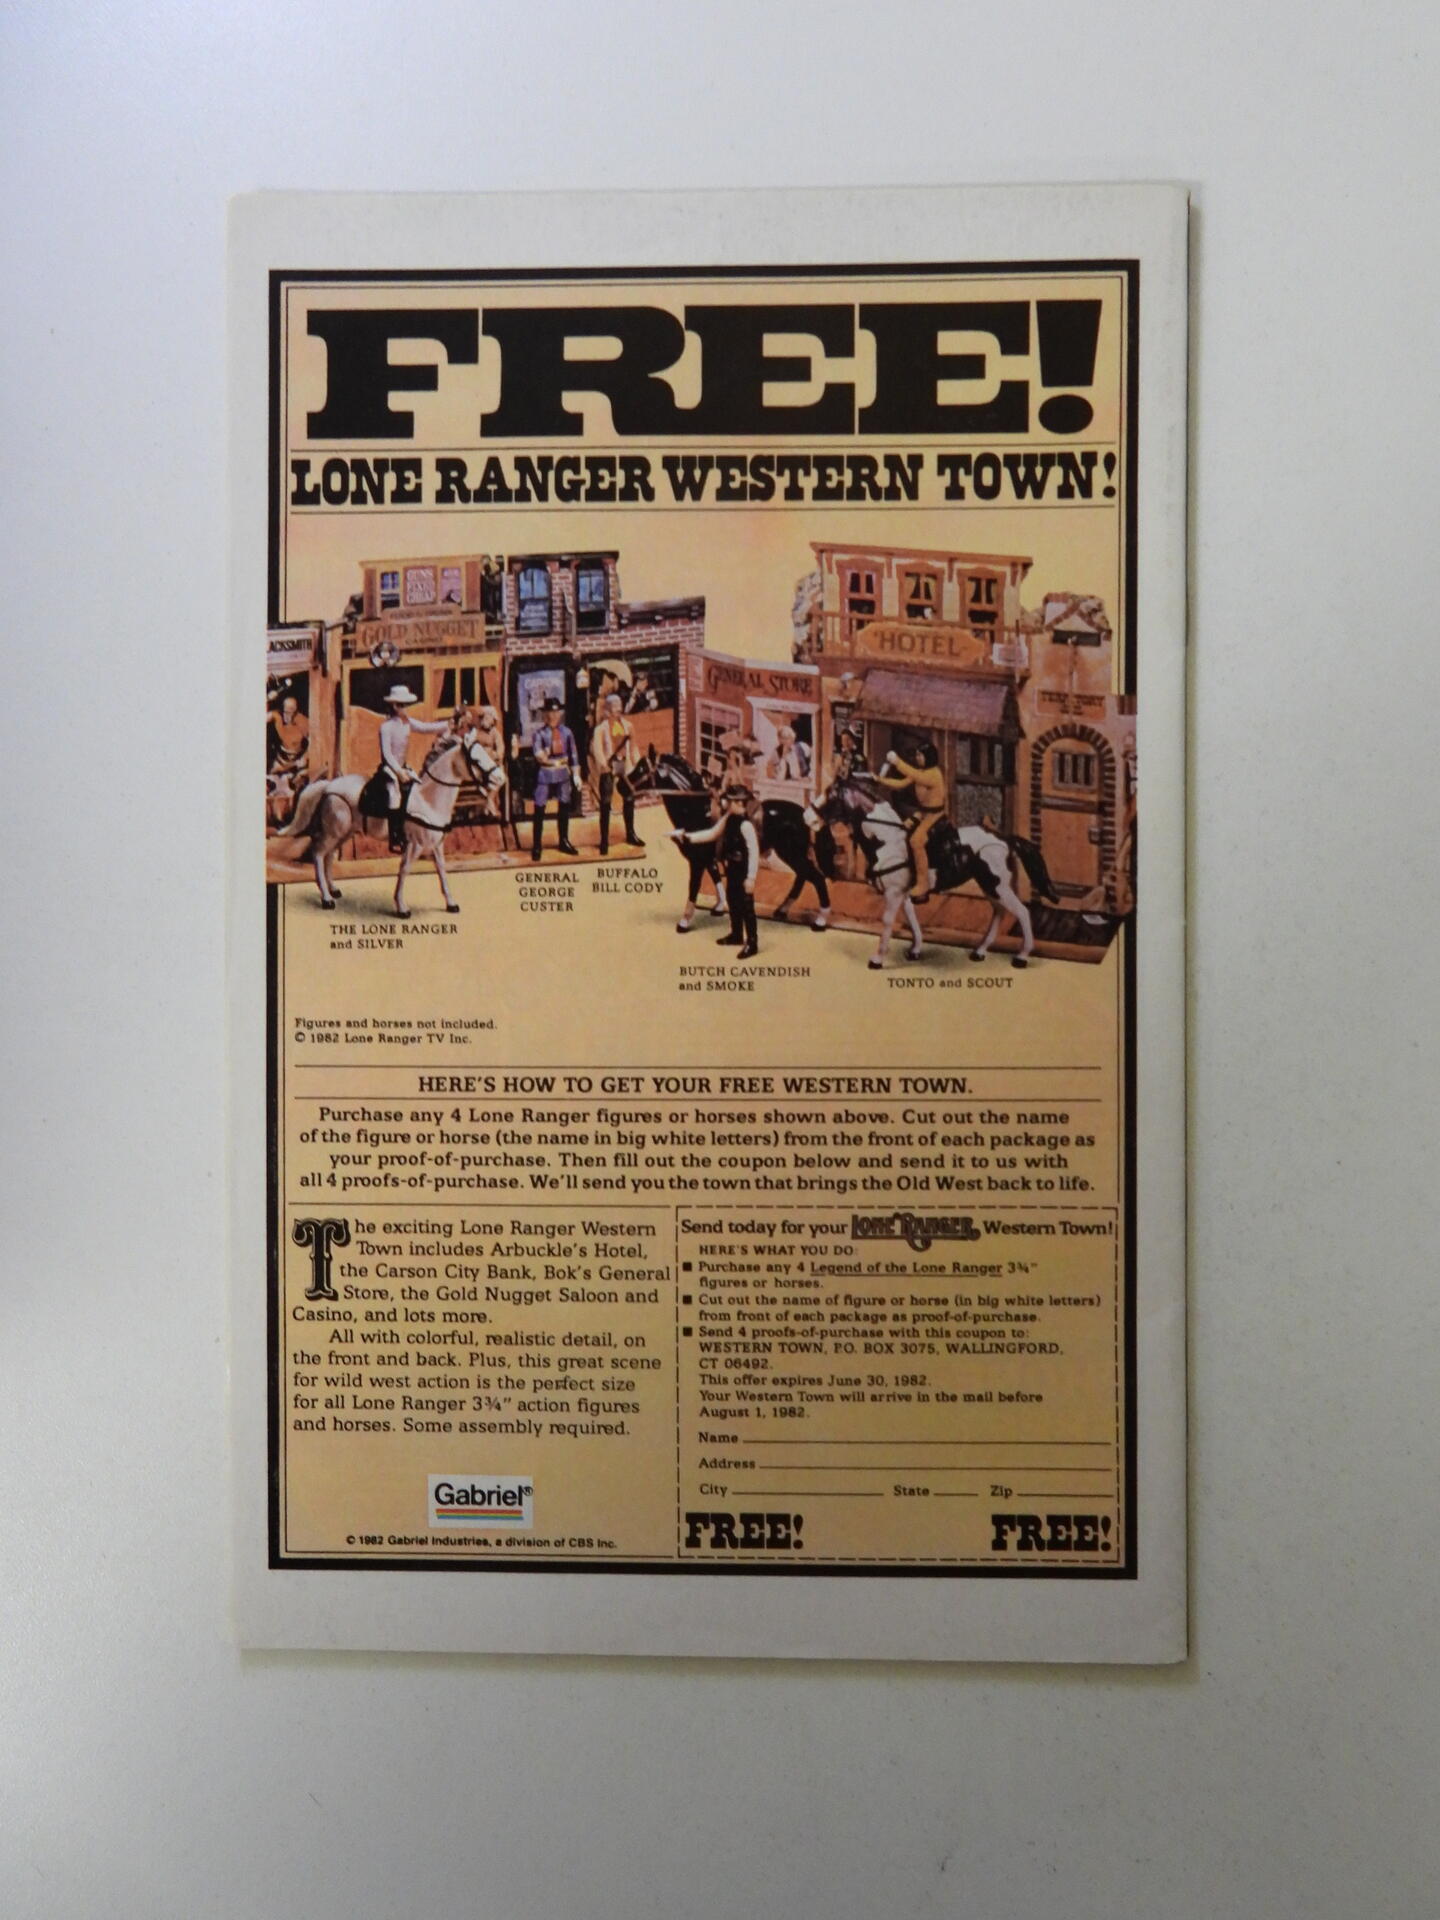 FREE!
LONE RANGER WESTERN TOWN!
GUNS
GOLD NUGGET
ACKSMITH
HOTEL
GENERAL STORE
GENERAL
GEORGE
CUSTER
BUFFALO
BILL CODY
THE LONE RANGER
and SILVER
BUTCH CAVENDISH
and SMOKE
TONTO and SCOUT
Figures and horses not included.
© 1982 Lone Ranger TV Inc.
HERE'S HOW TO GET YOUR FREE WESTERN TOWN.
Purchase any 4 Lone Ranger figures or horses shown above. Cut out the name
of the figure or horse (the name in big white letters) from the front of each package as
your proof-of-purchase. Then fill out the coupon below and send it to us with
all 4 proofs-of-purchase. We'll send you the town that brings the Old West back to life.
The exciting Lone Ranger Western
Town includes Arbuckle's Hotel,
the Carson City Bank, Bok's General
Store, the Gold Nugget Saloon and
Casino, and lots more.
All with colorful, realistic detail, on
the front and back. Plus, this great scene
for wild west action is the perfect size
for all Lone Ranger 3¾" action figures
and horses. Some assembly required.
Gabriel®
© 1982 Gabriel Industries, a division of CBS Inc.
Send today for your LONE RANGER Western Town!
HERE'S WHAT YOU DO:
■ Purchase any 4 Legend of the Lone Ranger 3¾"
figures or horses.
■ Cut out the name of figure or horse (in big white letters)
from front of each package as proof-of-purchase.
■ Send 4 proofs-of-purchase with this coupon to:
WESTERN TOWN, P.O. BOX 3075, WALLINGFORD,
CT 06492.
This offer expires June 30, 1982.
Your Western Town will arrive in the mail before
August 1, 1982.
Name
Address
City State Zip
FREE! FREE!